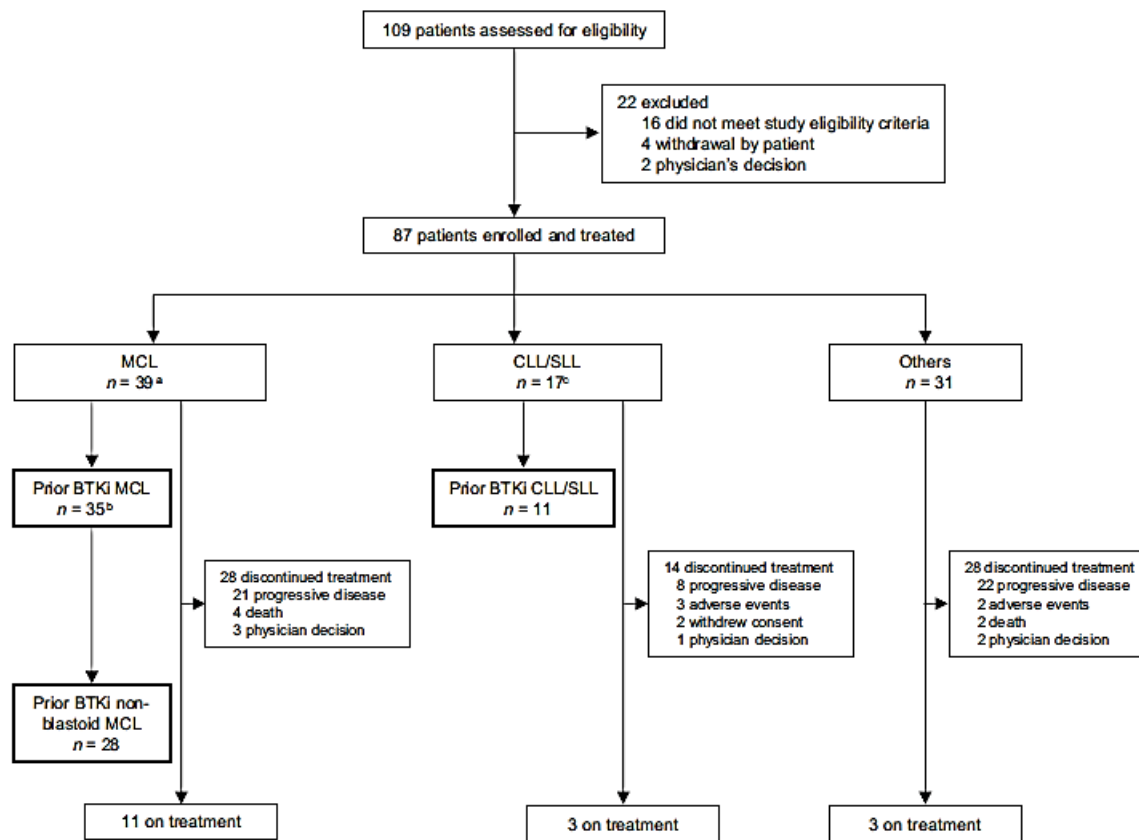 109 patients assessed for eligibility
22 excluded
16 did not meet study eligibility criteria
4 withdrawal by patient
2 physician's decision
87 patients enrolled and treated
MCL
n = 39 a
CLL/SLL
n = 17c
Others
n = 31
Prior BTKi MCL
n = 35 b
Prior BTKi CLL/SLL
n = 11
28 discontinued treatment
21 progressive disease
4 death
3 physician decision
14 discontinued treatment
8 progressive disease
3 adverse events
2 withdrew consent
1 physician decision
28 discontinued treatment
22 progressive disease
2 adverse events
2 death
2 physician decision
Prior BTKi non-
blastoid MCL
n = 28
11 on treatment
3 on treatment
3 on treatment